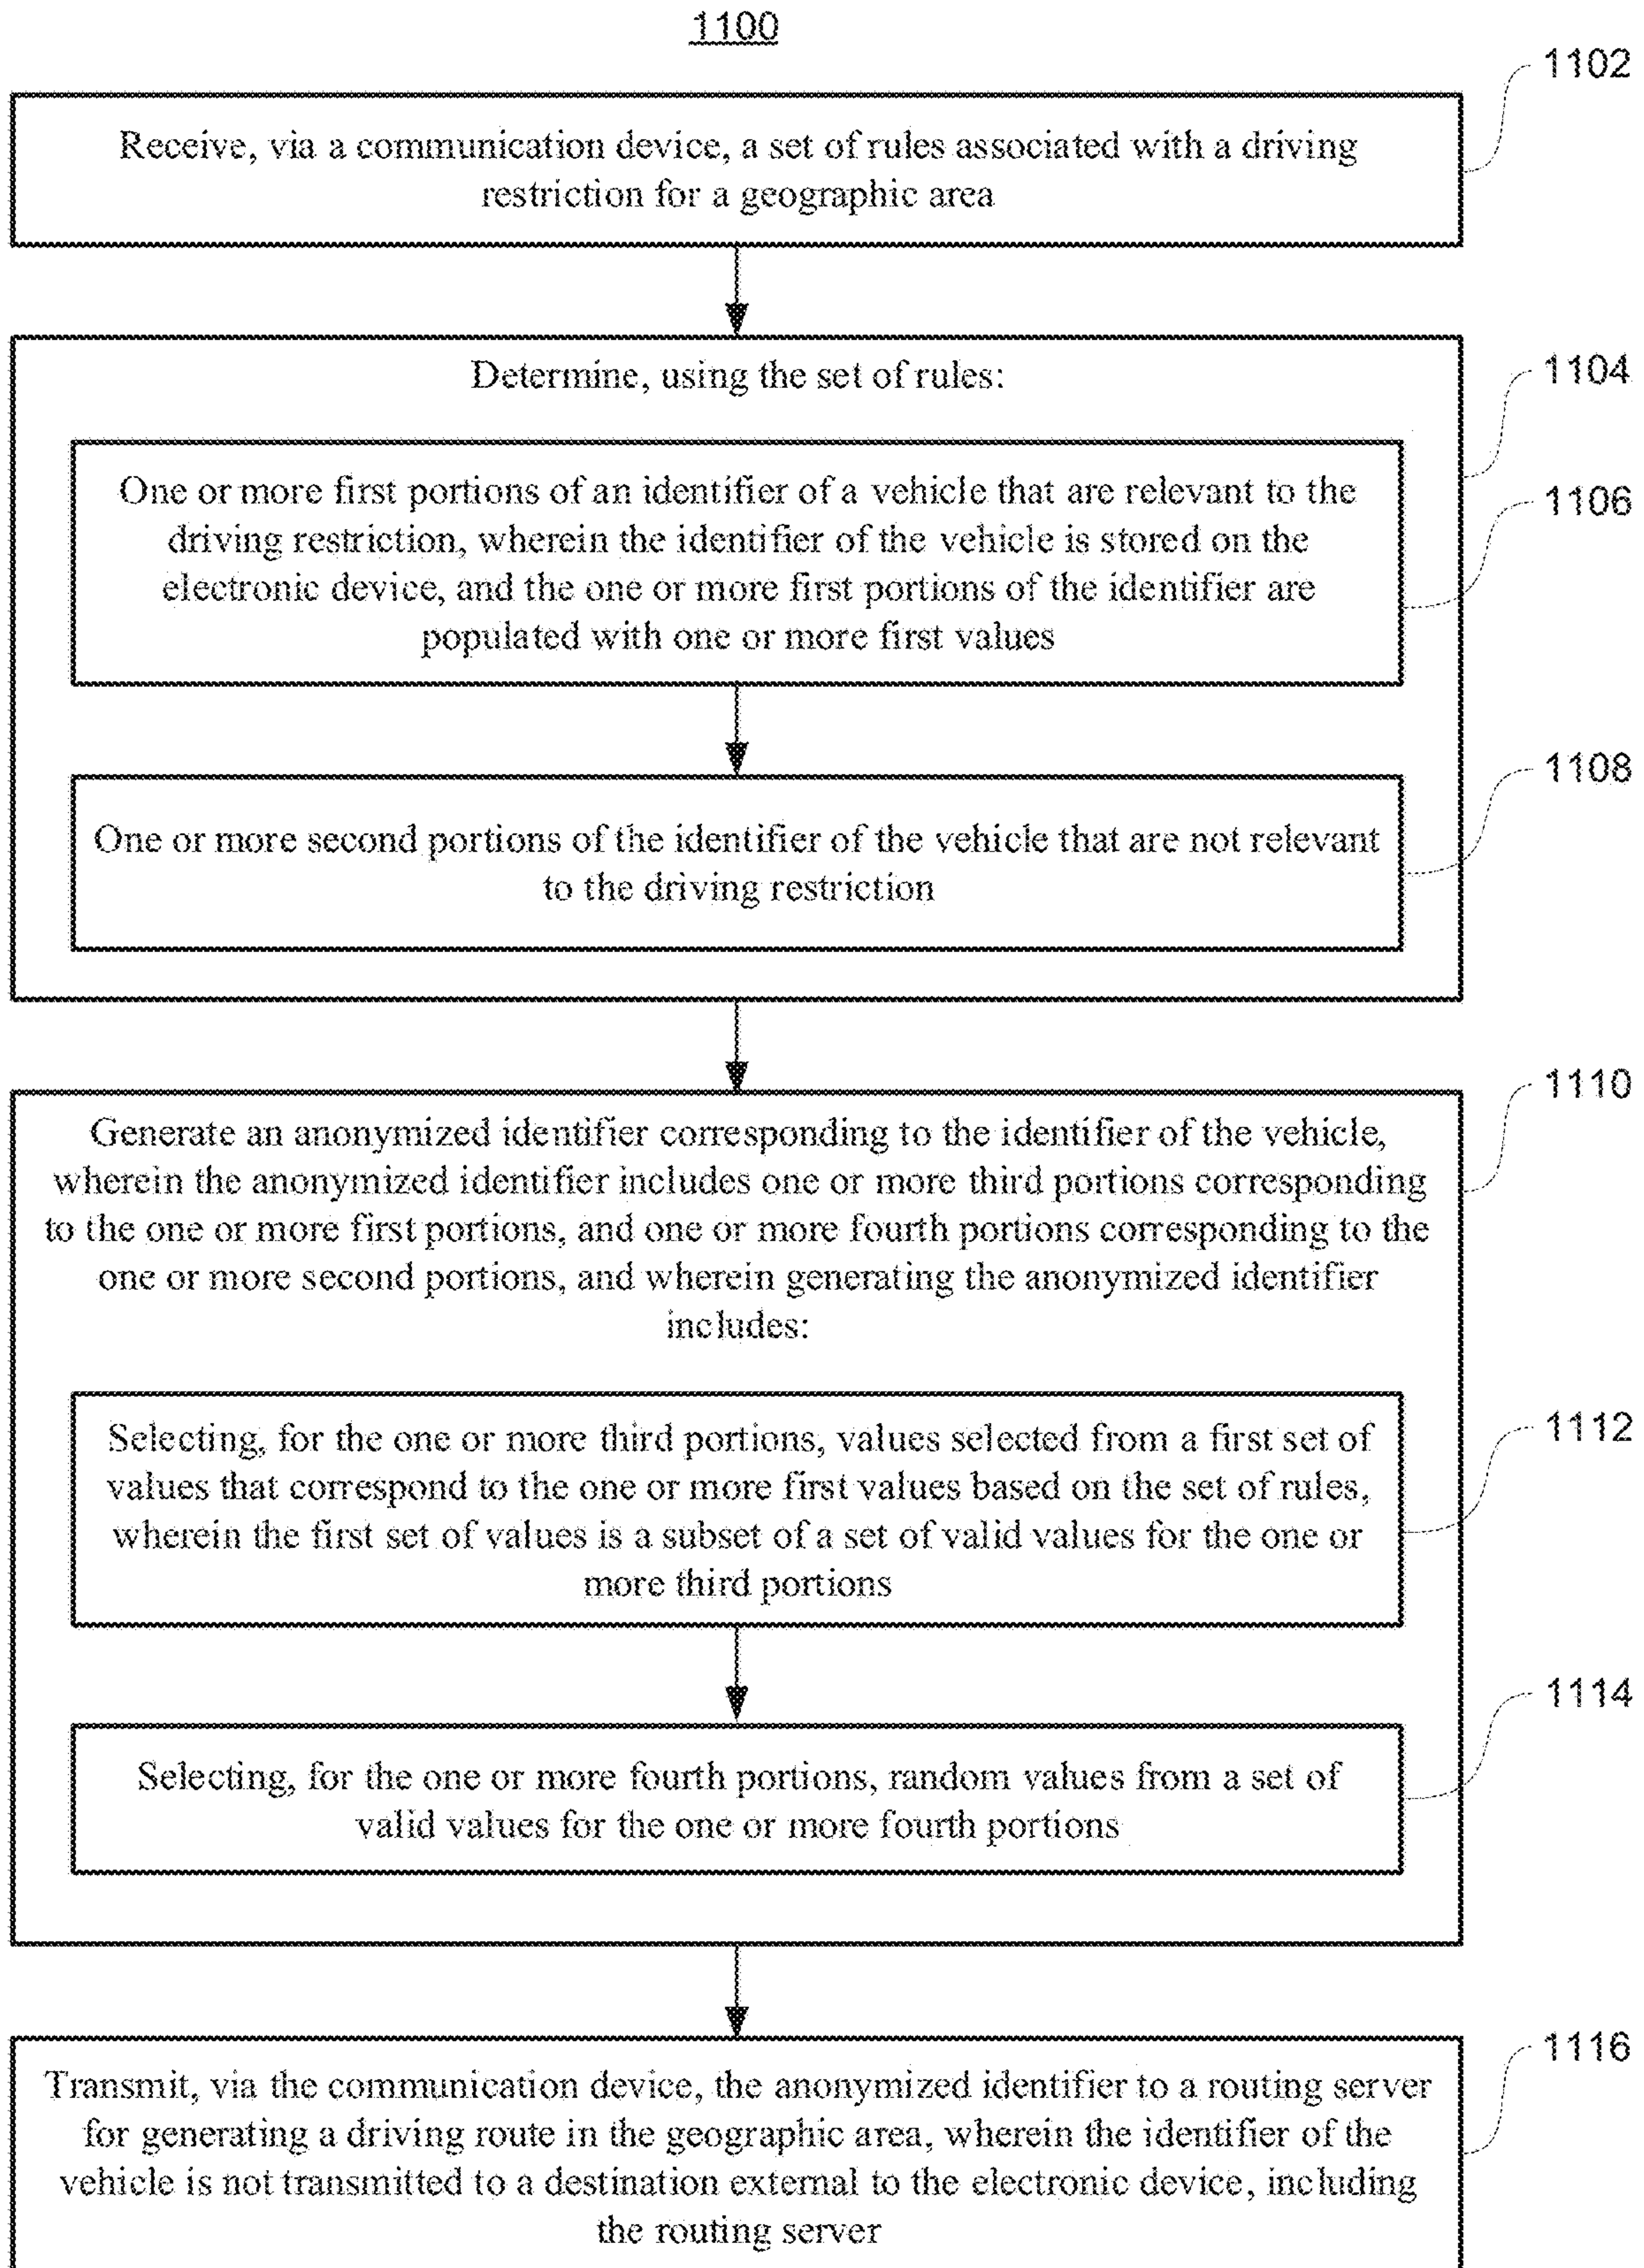 1100
1102
Receive, via a communication device, a set of rules associated with a driving
restriction for a geographic area
Determine, using the set of rules:
1104
One or more first portions of an identifier of a vehicle that are relevant to the
driving restriction, wherein the identifier of the vehicle is stored on the
electronic device, and the one or more first portions of the identifier are
populated with one or more first values
1106
1108
One or more second portions of the identifier of the vehicle that are not relevant
to the driving restriction
1110
Generate an anonymized identifier corresponding to the identifier of the vehicle,
wherein the anonymized identifier includes one or more third portions corresponding
to the one or more first portions, and one or more fourth portions corresponding to the
one or more second portions, and wherein generating the anonymized identifier
includes:
1112
Selecting, for the one or more third portions, values selected from a first set of
values that correspond to the one or more first values based on the set of rules,
wherein the first set of values is a subset of a set of valid values for the one or
more third portions
1114
Selecting, for the one or more fourth portions, random values from a set of
valid values for the one or more fourth portions
1116
Transmit, via the communication device, the anonymized identifier to a routing server
for generating a driving route in the geographic area, wherein the identifier of the
vehicle is not transmitted to a destination external to the electronic device, including
the routing server